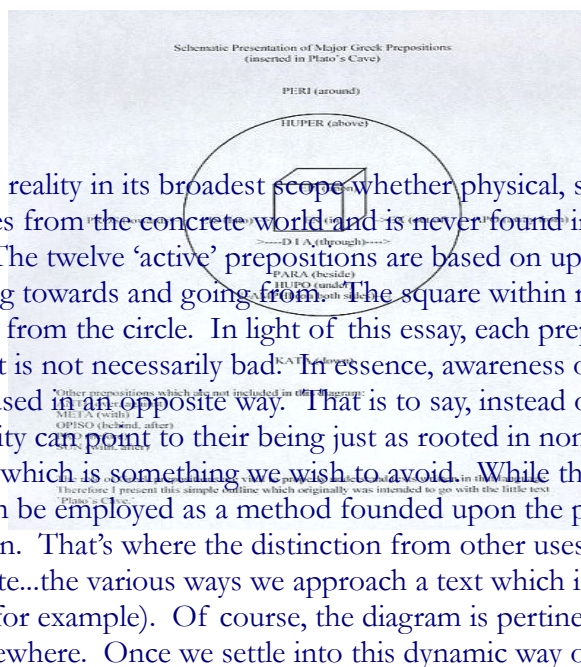 Schematic Presentation of Major Greek Prepositions
(inserted in Plato's Cave)
PERI (around)
HUPER (above)
reality in its broadest scope whether physical, s
es from the concrete world and is never found in
>----D I A (through)---->
The twelve 'active' prepositions are based on up
PARA (beside)
HUPO (under)
g towards and going from. The square within r
(on both sides)
from the circle. In light of this essay, each prep
KATA (down)
t is not necessarily bad. In essence, awareness o
Other prepositions which are not included in this diagram:
used in an opposite way. That is to say, instead o
META (with)
OPISO (behind, after)
ity can point to their being just as rooted in non
which is something we wish to avoid. While th
Therefore I present this simple outline which originally was intended to go with the little text
'Plato's Cave.'
n be employed as a method founded upon the p
n. That's where the distinction from other uses
te...the various ways we approach a text which i
for example). Of course, the diagram is pertine
ewhere. Once we settle into this dynamic way o